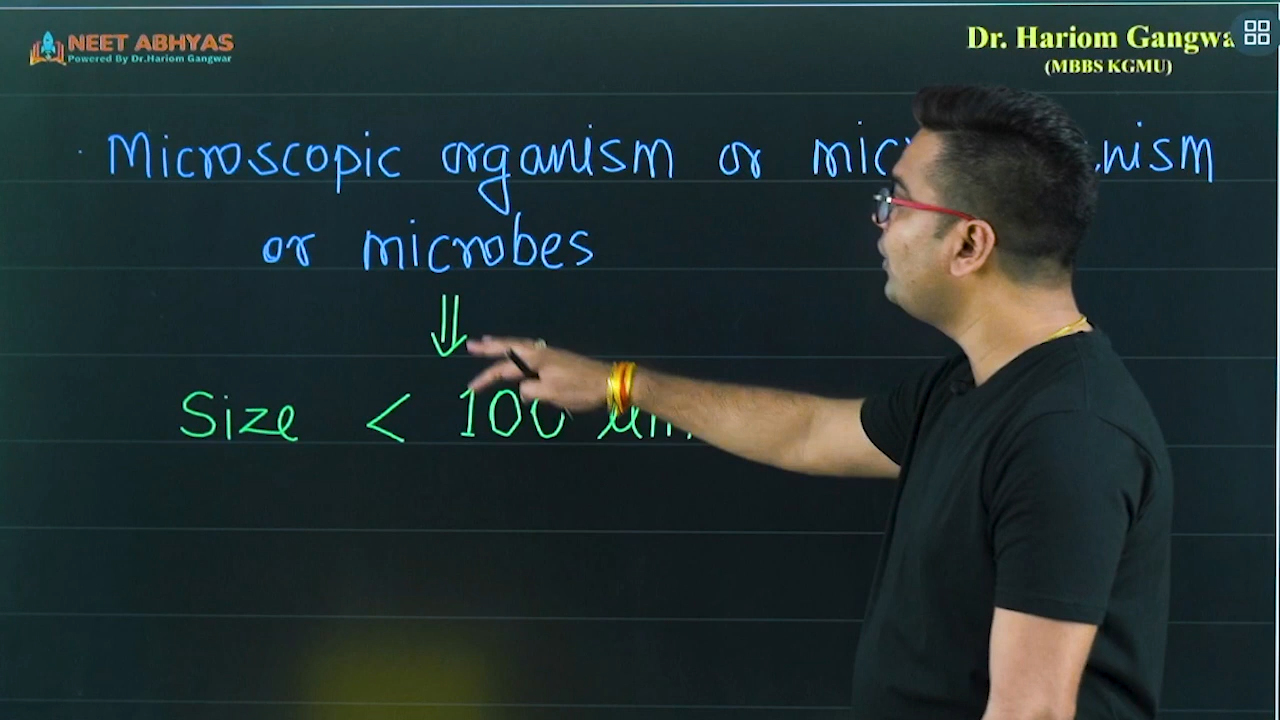 NEET ABHYAS
Powered By Dr.Hariom Gangwar
Dr. Hariom Gangwa
(MBBS KGMU)
Microscopic organism or
or microbes
Size < 100